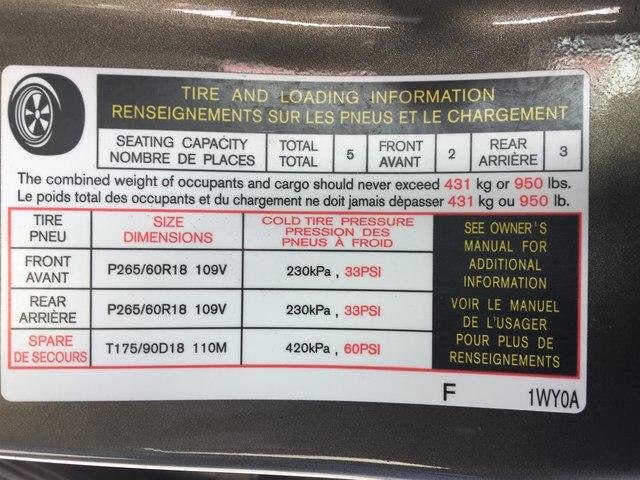 TIRE AND LOADING INFORMATION
RENSEIGNEMENTS SUR LES PNEUS ET LE CHARGEMENT
SEATING CAPACITY
NOMBRE DE PLACES
TOTAL
TOTAL
5
FRONT
AVANT
2
REAR
ARRIÈRE
3
The combined weight of occupants and cargo should never exceed 431 kg or 950 lbs.
Le poids total des occupants et du chargement ne doit jamais dèpasser 431 kg ou 950 lb.
TIRE
PNEU
SIZE
DIMENSIONS
COLD TIRE PRESSURE
PRESSION DES
PNEUS À FROID
SEE OWNER'S
MANUAL FOR
ADDITIONAL
INFORMATION
VOIR LE MANUEL
DE L'USAGER
POUR PLUS DE
RENSEIGNEMENTS
FRONT
AVANT
P265/60R18 109V
230kPa , 33PSI
REAR
ARRIÈRE
P265/60R18 109V
230kPa , 33PSI
SPARE
DE SECOURS
T175/90D18 110M
420kPa , 60PSI
F
1WY0A